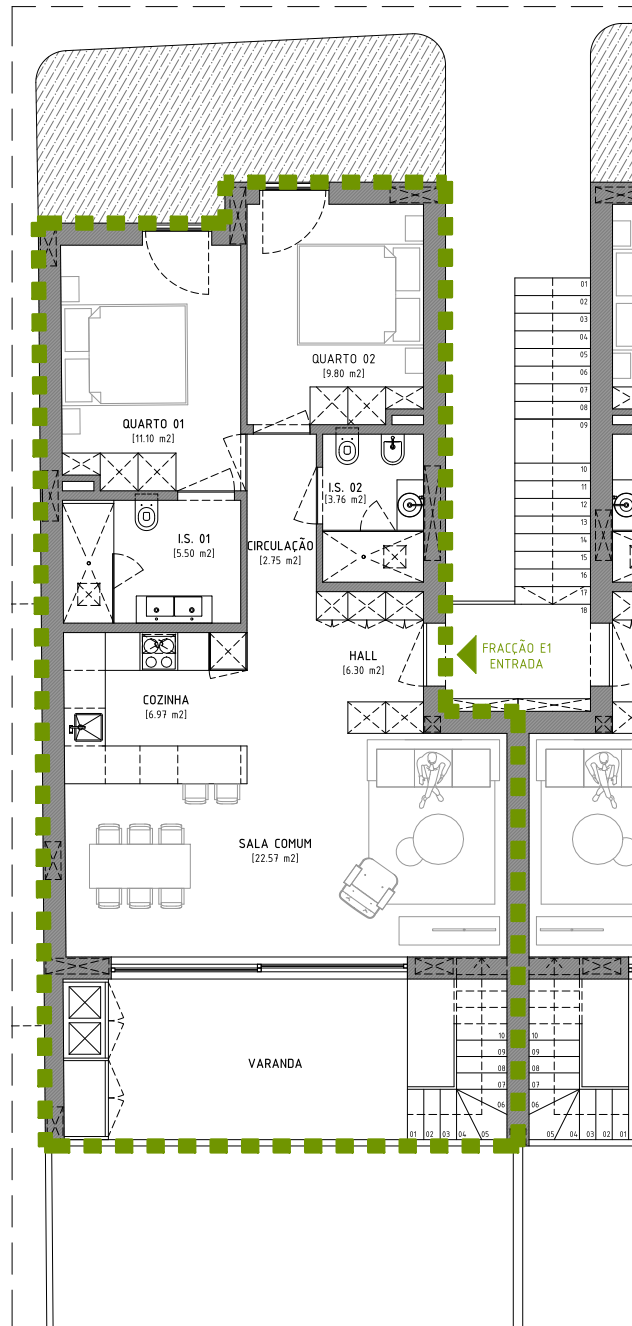 01
02
03
04
05
06
07
08
09
10
11
12
13
14
15
16
17
18
QUARTO 02
[9.80 m2]
QUARTO 01
[11.10 m2]
I.S. 02
[3.76 m2]
I.S. 01
[5.50 m2]
CIRCULAÇÃO
[2.75 m2]
HALL
[6.30 m2]
FRACÇÃO E1
ENTRADA
COZINHA
[6.97 m2]
SALA COMUM
[22.57 m2]
VARANDA
10
09
08
07
06
01 02 03 04 05
10
09
08
07
06
05 04 03 02 01